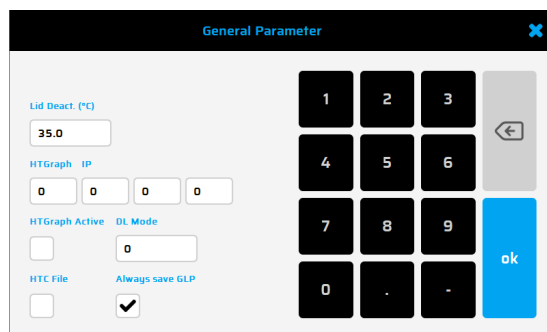 General Parameter
Lid Deact. (°C)
35.0
HTGraph IP
0 0 0 0
HTGraph Active DL Mode
0
HTC File Always save GLP
1 2 3
4 5 6
7 8 9
0 . -
ok